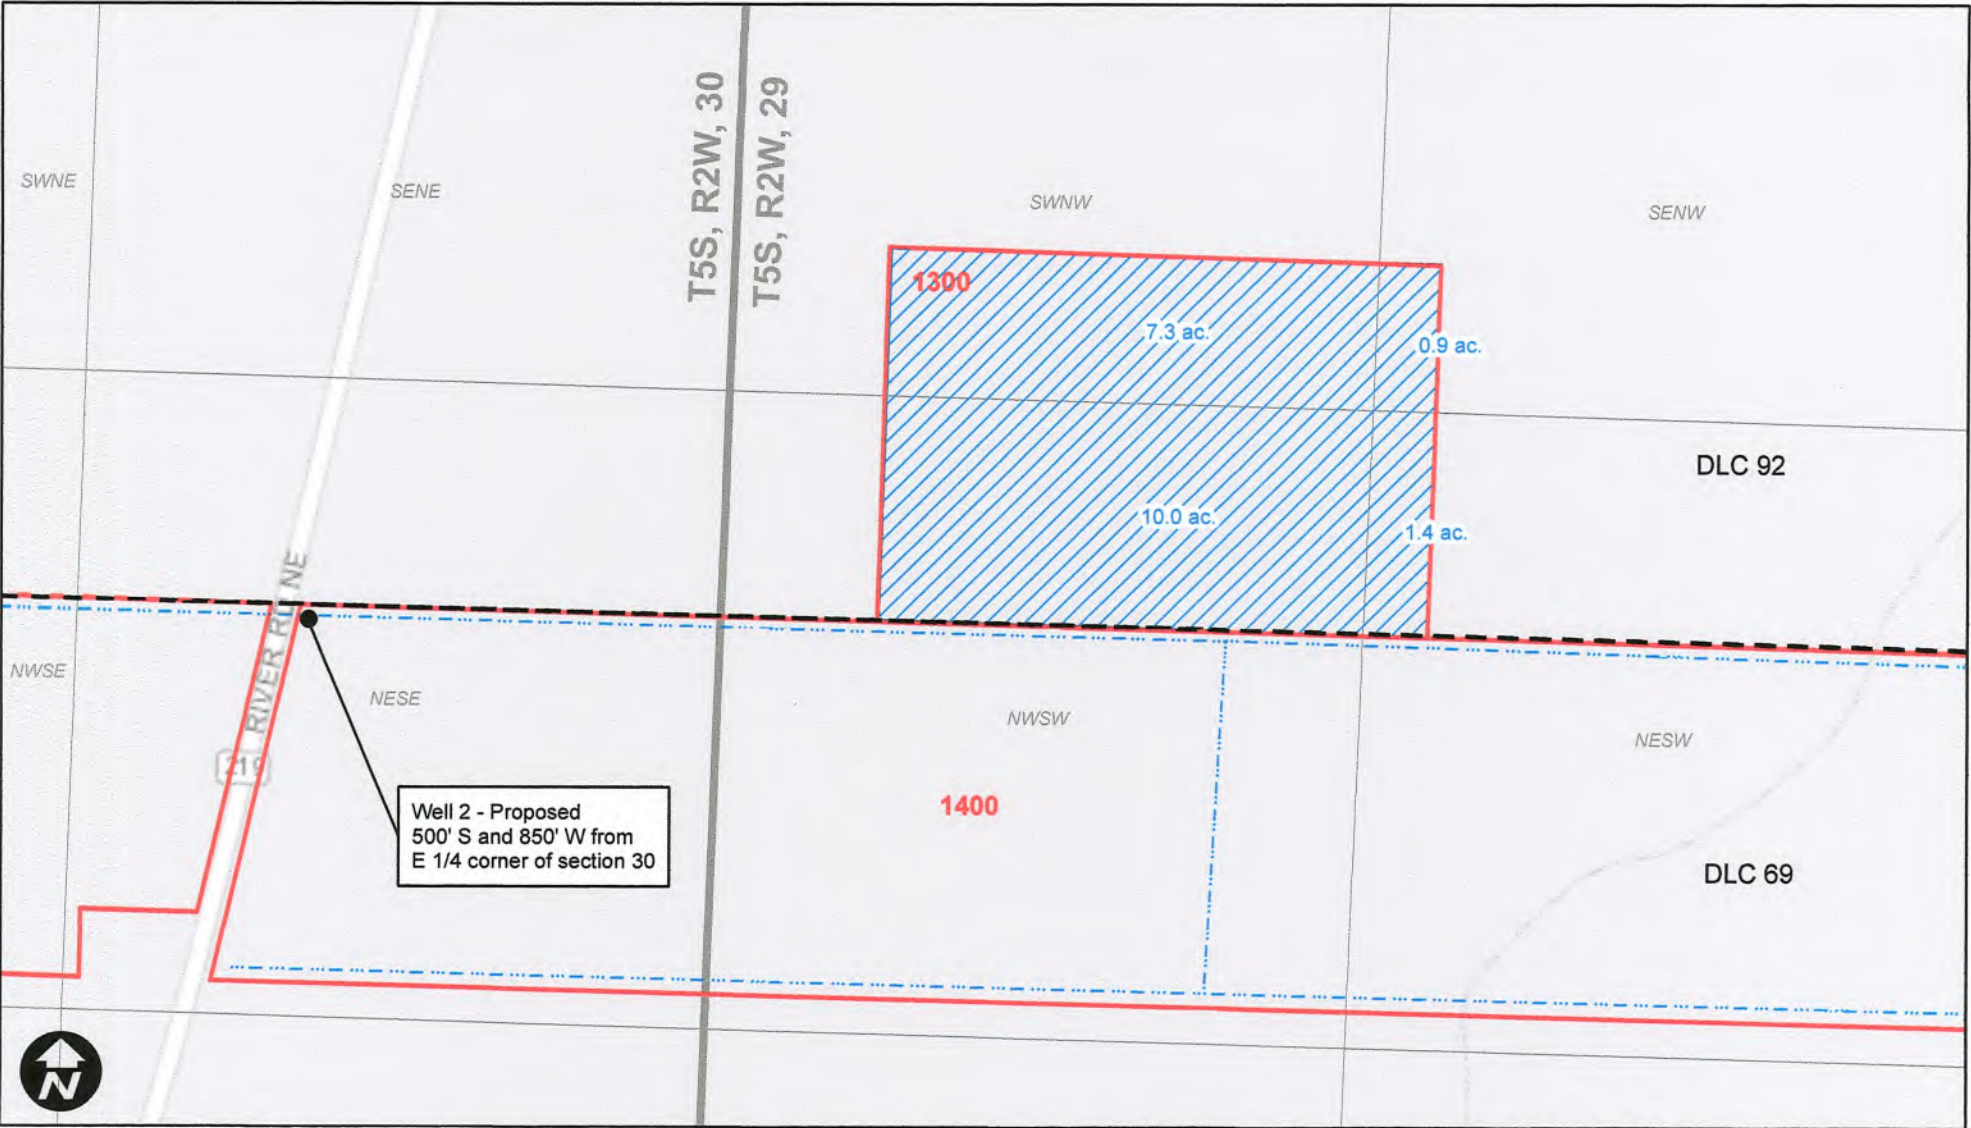 T5S, R2W, 30
T5S, R2W, 29
SWNE
SENE
SWNW
SENW
1300
7.3 ac.
0.9 ac.
DLC 92
10.0 ac.
1.4 ac.
RIVER RD NE
NWSE
NESE
NWSW
NESW
219
Well 2 - Proposed
500' S and 850' W from
E 1/4 corner of section 30
1400
DLC 69
N